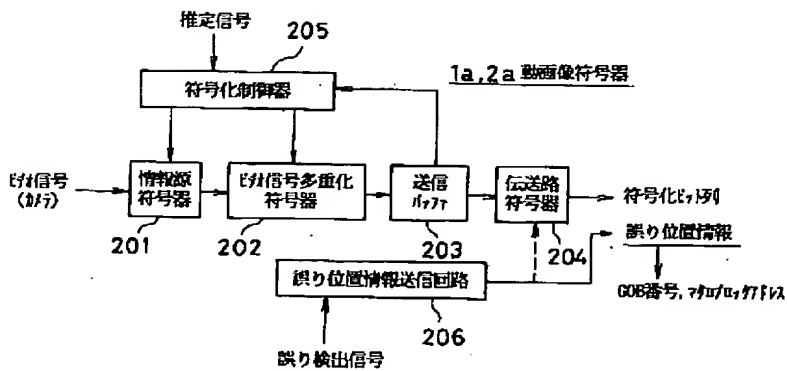 推定信号
205
1a,2a 動画像符号器
符号化制御器
ビデオ信号
(カメラ)
情報源
符号器
ビデオ信号多重化
符号器
送信
バッファ
伝送路
符号器
符号化ビット列
201
202
203
204
誤り位置情報
誤り位置情報送信回路
GOB番号,マクロブロックアドレス
206
誤り検出信号